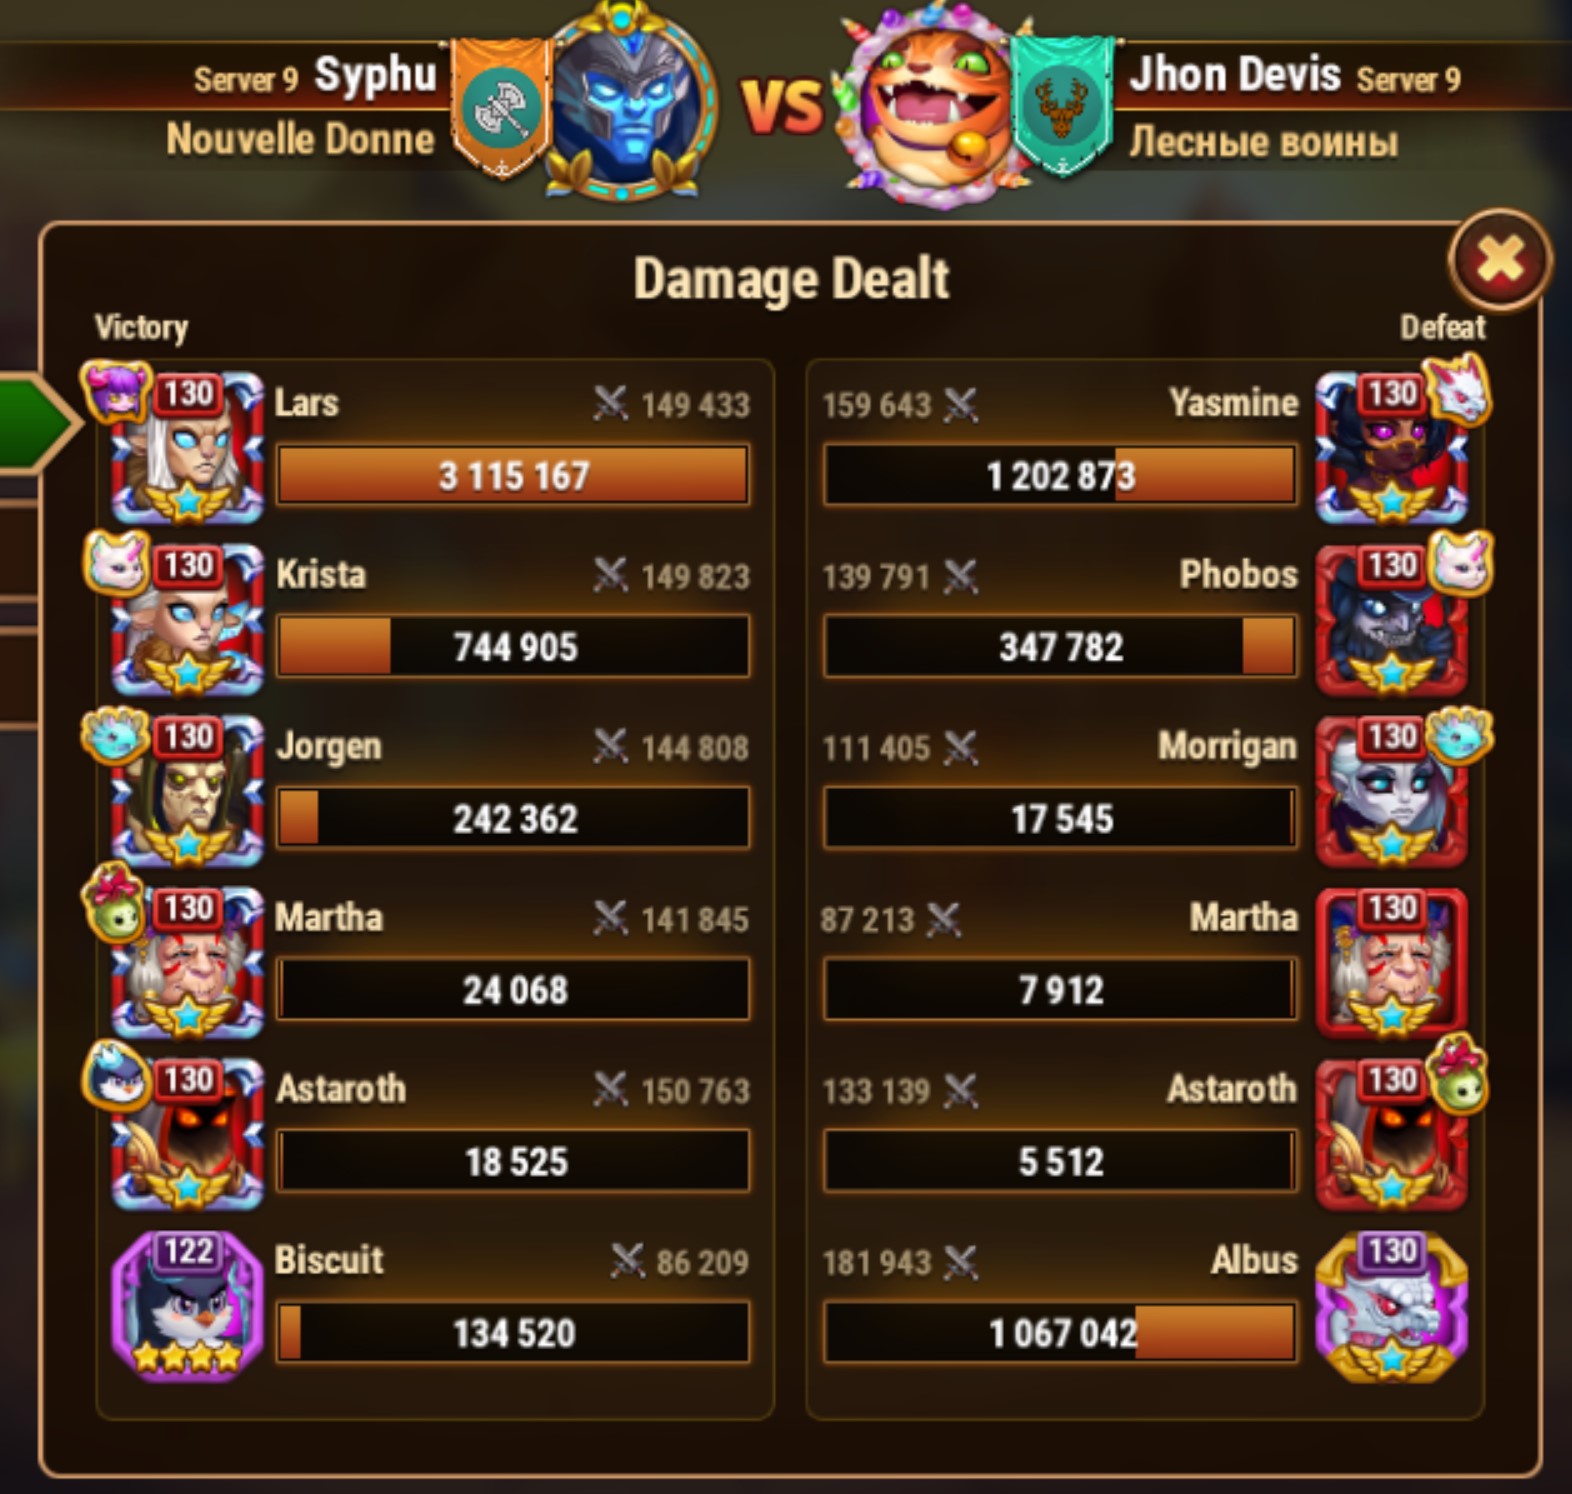 Server 9 Syphu
Nouvelle Donne
VS
Jhon Devis Server 9
Лесные воины
Damage Dealt
Victory
Defeat
130 Lars 149 433
3 115 167
159 643 Yasmine 130
1 202 873
130 Krista 149 823
744 905
139 791 Phobos 130
347 782
130 Jorgen 144 808
242 362
111 405 Morrigan 130
17 545
130 Martha 141 845
24 068
87 213 Martha 130
7 912
130 Astaroth 150 763
18 525
133 139 Astaroth 130
5 512
122 Biscuit 86 209
134 520
181 943 Albus 130
1 067 042